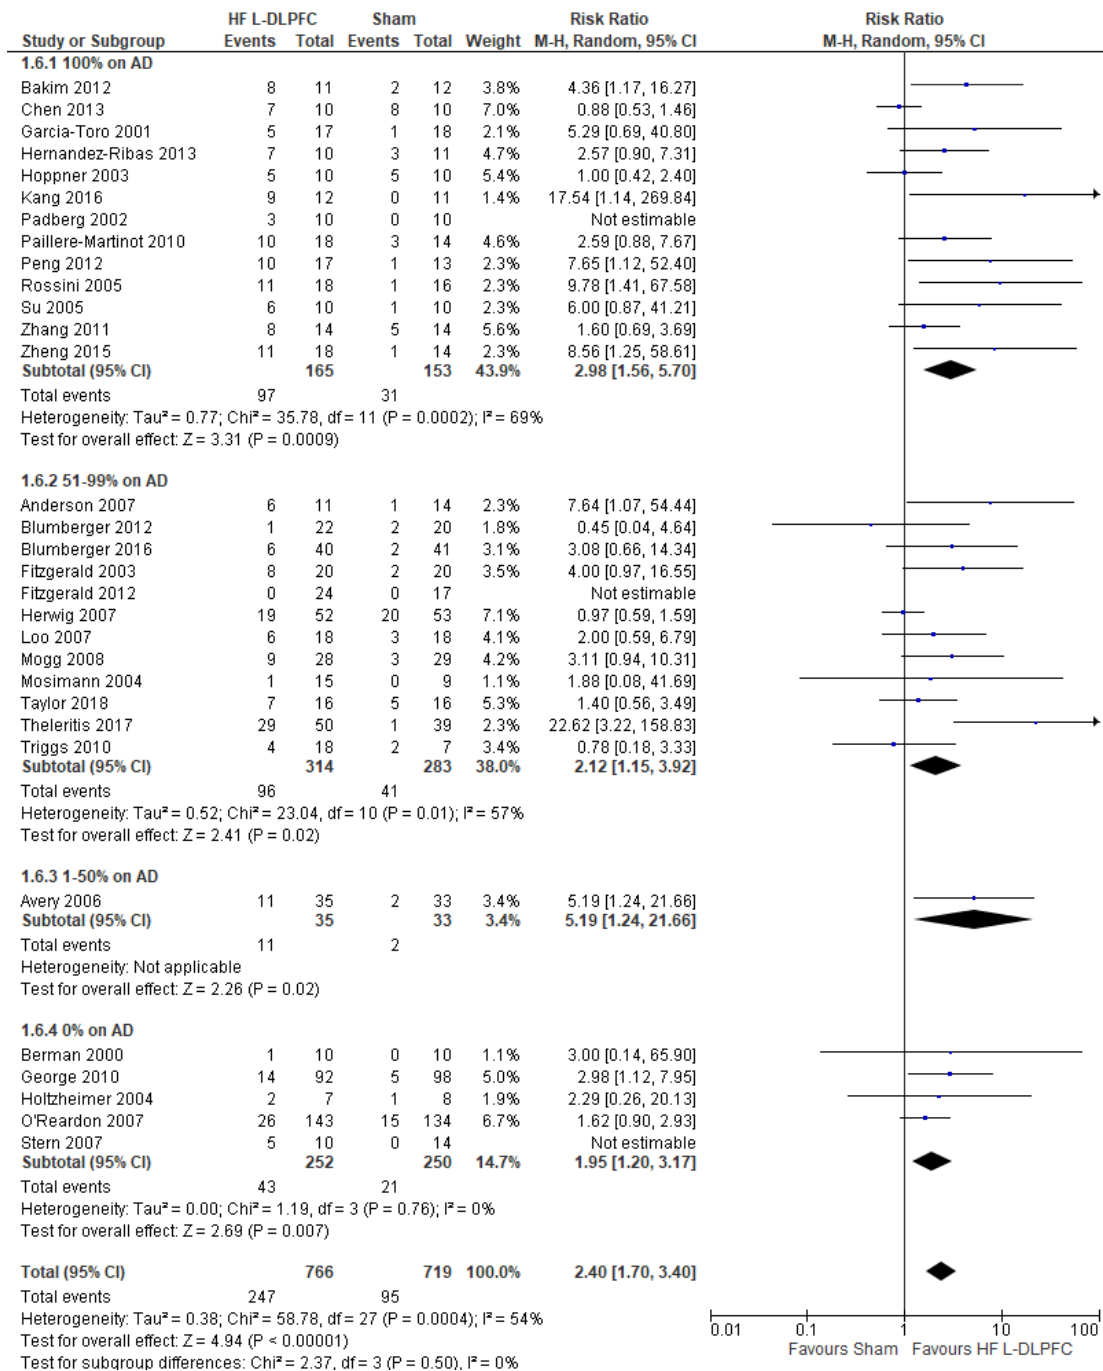 HF L-DLPFC Sham Risk Ratio Risk Ratio
Study or Subgroup Events Total Events Total Weight M-H, Random, 95% CI M-H, Random, 95% CI
1.6.1 100% on AD
Bakim 2012 8 11 2 12 3.8% 4.36 [1.17, 16.27]
Chen 2013 7 10 8 10 7.0% 0.88 [0.53, 1.46]
Garcia-Toro 2001 5 17 1 18 2.1% 5.29 [0.69, 40.80]
Hernandez-Ribas 2013 7 10 3 11 4.7% 2.57 [0.90, 7.31]
Hoppner 2003 5 10 5 10 5.4% 1.00 [0.42, 2.40]
Kang 2016 9 12 0 11 1.4% 17.54 [1.14, 269.84]
Padberg 2002 3 10 0 10 Not estimable
Paillere-Martinot 2010 10 18 3 14 4.6% 2.59 [0.88, 7.67]
Peng 2012 10 17 1 13 2.3% 7.65 [1.12, 52.40]
Rossini 2005 11 18 1 16 2.3% 9.78 [1.41, 67.58]
Su 2005 6 10 1 10 2.3% 6.00 [0.87, 41.21]
Zhang 2011 8 14 5 14 5.6% 1.60 [0.69, 3.69]
Zheng 2015 11 18 1 14 2.3% 8.56 [1.25, 58.61]
Subtotal (95% CI) 165 153 43.9% 2.98 [1.56, 5.70]
Total events 97 31
Heterogeneity: Tau² = 0.77; Chi² = 35.78, df = 11 (P = 0.0002); I² = 69%
Test for overall effect: Z = 3.31 (P = 0.0009)
1.6.2 51-99% on AD
Anderson 2007 6 11 1 14 2.3% 7.64 [1.07, 54.44]
Blumberger 2012 1 22 2 20 1.8% 0.45 [0.04, 4.64]
Blumberger 2016 6 40 2 41 3.1% 3.08 [0.66, 14.34]
Fitzgerald 2003 8 20 2 20 3.5% 4.00 [0.97, 16.55]
Fitzgerald 2012 0 24 0 17 Not estimable
Herwig 2007 19 52 20 53 7.1% 0.97 [0.59, 1.59]
Loo 2007 6 18 3 18 4.1% 2.00 [0.59, 6.79]
Mogg 2008 9 28 3 29 4.2% 3.11 [0.94, 10.31]
Mosimann 2004 1 15 0 9 1.1% 1.88 [0.08, 41.69]
Taylor 2018 7 16 5 16 5.3% 1.40 [0.56, 3.49]
Theleritis 2017 29 50 1 39 2.3% 22.62 [3.22, 158.83]
Triggs 2010 4 18 2 7 3.4% 0.78 [0.18, 3.33]
Subtotal (95% CI) 314 283 38.0% 2.12 [1.15, 3.92]
Total events 96 41
Heterogeneity: Tau² = 0.52; Chi² = 23.04, df = 10 (P = 0.01); I² = 57%
Test for overall effect: Z = 2.41 (P = 0.02)
1.6.3 1-50% on AD
Avery 2006 11 35 2 33 3.4% 5.19 [1.24, 21.66]
Subtotal (95% CI) 35 33 3.4% 5.19 [1.24, 21.66]
Total events 11 2
Heterogeneity: Not applicable
Test for overall effect: Z = 2.26 (P = 0.02)
1.6.4 0% on AD
Berman 2000 1 10 0 10 1.1% 3.00 [0.14, 65.90]
George 2010 14 92 5 98 5.0% 2.98 [1.12, 7.95]
Holtzheimer 2004 2 7 1 8 1.9% 2.29 [0.26, 20.13]
O'Reardon 2007 26 143 15 134 6.7% 1.62 [0.90, 2.93]
Stern 2007 5 10 0 14 Not estimable
Subtotal (95% CI) 252 250 14.7% 1.95 [1.20, 3.17]
Total events 43 21
Heterogeneity: Tau² = 0.00; Chi² = 1.19, df = 3 (P = 0.76); I² = 0%
Test for overall effect: Z = 2.69 (P = 0.007)
Total (95% CI) 766 719 100.0% 2.40 [1.70, 3.40]
Total events 247 95
Heterogeneity: Tau² = 0.38; Chi² = 58.78, df = 27 (P = 0.0004); I² = 54%
Test for overall effect: Z = 4.94 (P < 0.00001)
Test for subgroup differences: Chi² = 2.37, df = 3 (P = 0.50), I² = 0%
0.01 0.1 1 10 100
Favours Sham Favours HF L-DLPFC